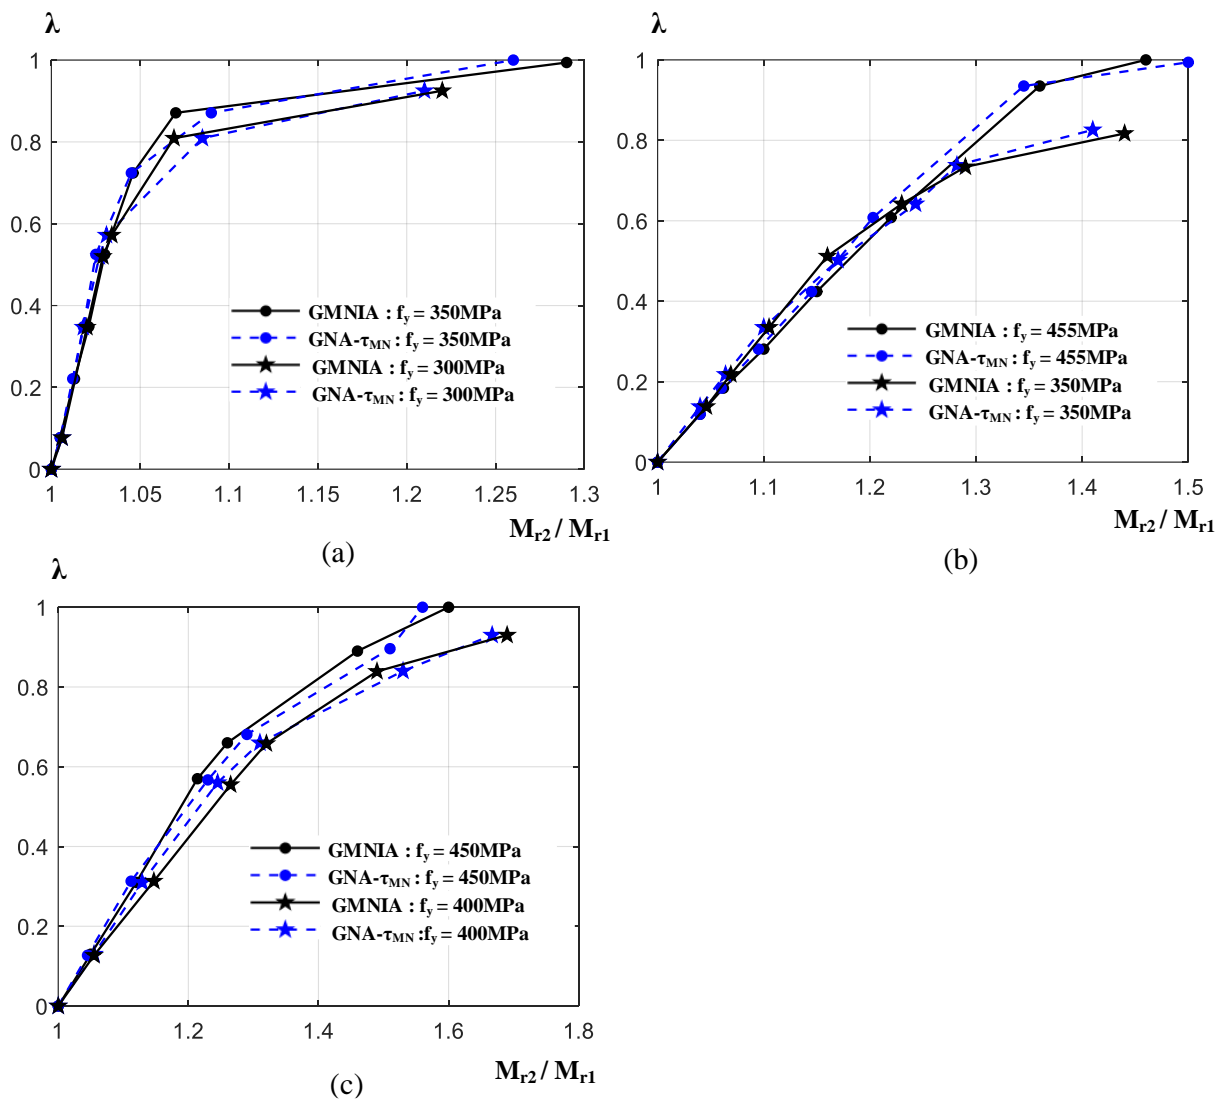 λ
1
0.8
0.6
0.4
0.2
0
GMNIA : f_y = 350MPa
GNA-τ_MN : f_y = 350MPa
GMNIA : f_y = 300MPa
GNA-τ_MN : f_y = 300MPa
1 1.05 1.1 1.15 1.2 1.25 1.3
M_r2 / M_r1
(a)
λ
1
0.8
0.6
0.4
0.2
0
GMNIA : f_y = 455MPa
GNA-τ_MN : f_y = 455MPa
GMNIA : f_y = 350MPa
GNA-τ_MN : f_y = 350MPa
1 1.1 1.2 1.3 1.4 1.5
M_r2 / M_r1
(b)
λ
1
0.8
0.6
0.4
0.2
0
GMNIA : f_y = 450MPa
GNA-τ_MN : f_y = 450MPa
GMNIA : f_y = 400MPa
GNA-τ_MN :f_y = 400MPa
1 1.2 1.4 1.6 1.8
M_r2 / M_r1
(c)